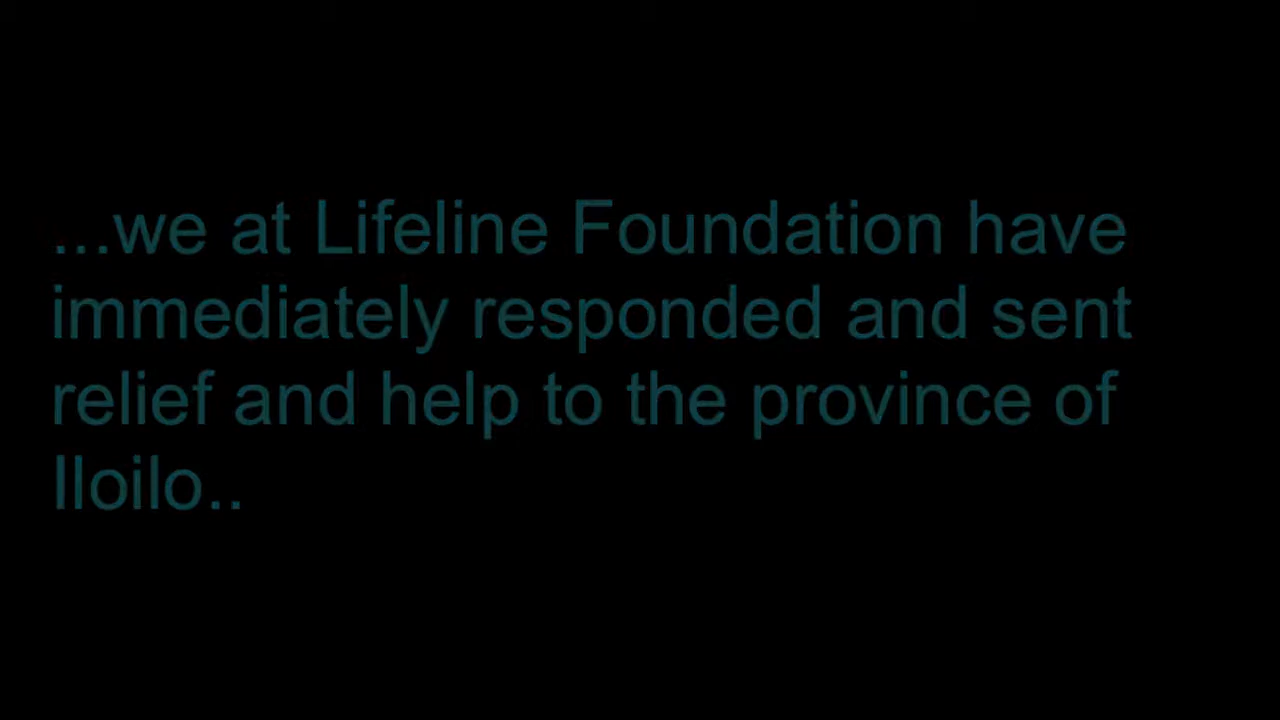 ...we at Lifeline Foundation have
immediately responded and sent
relief and help to the province of
Iloilo..